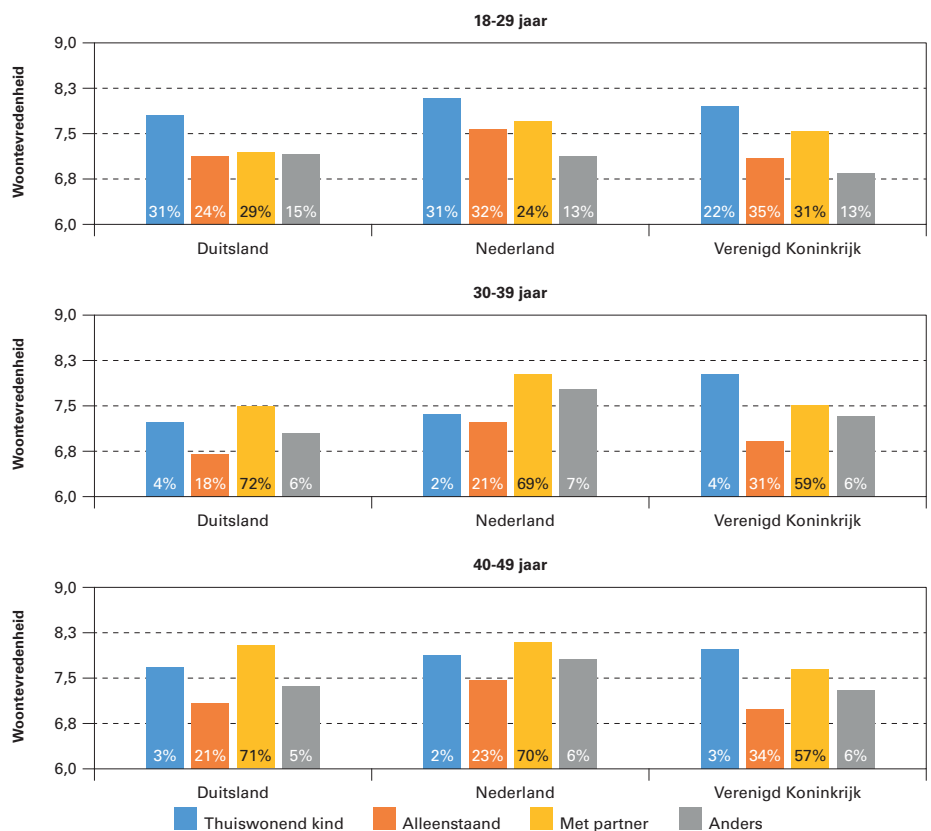 18-29 jaar
Woontevredenheid
9,0
8,3
7,5
6,8
6,0
31% 24% 29% 15% 31% 32% 24% 13% 22% 35% 31% 13%
Duitsland Nederland Verenigd Koninkrijk
30-39 jaar
Woontevredenheid
9,0
8,3
7,5
6,8
6,0
4% 18% 72% 6% 2% 21% 69% 7% 4% 31% 59% 6%
Duitsland Nederland Verenigd Koninkrijk
40-49 jaar
Woontevredenheid
9,0
8,3
7,5
6,8
6,0
3% 21% 71% 5% 2% 23% 70% 6% 3% 34% 57% 6%
Duitsland Nederland Verenigd Koninkrijk
Thuiswonend kind Alleenstaand Met partner Anders